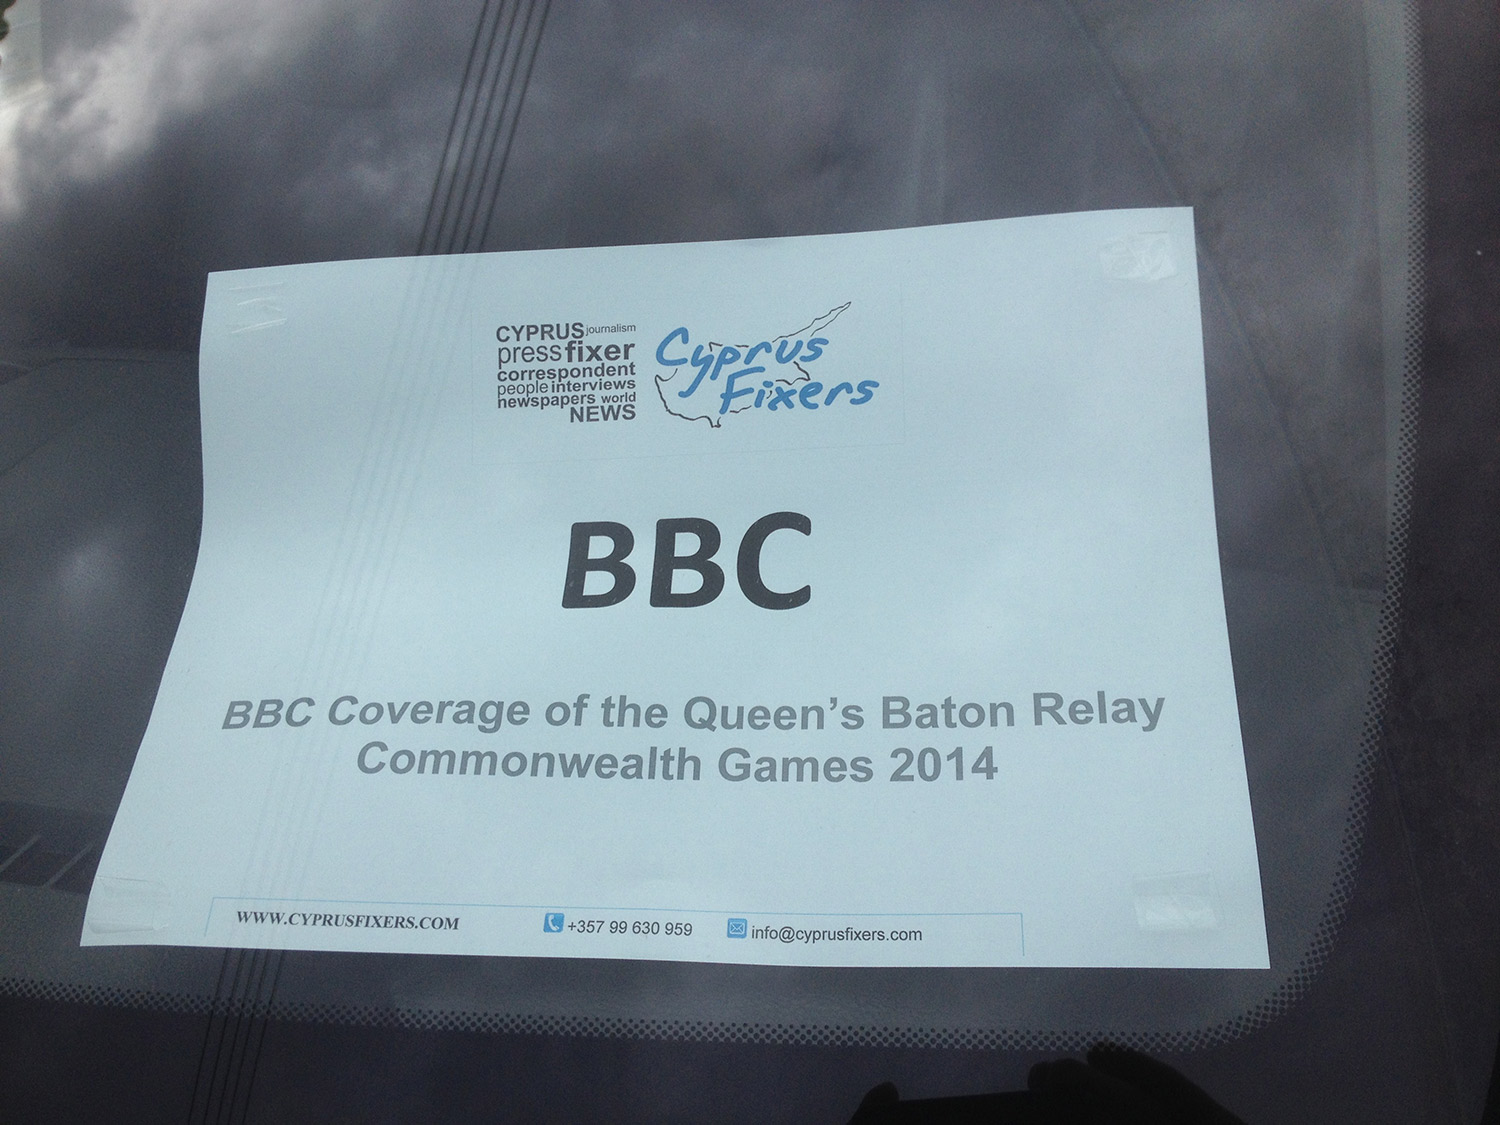 CYPRUS journalism
press fixer
correspondent
people interviews
newspapers world
NEWS
Cyprus
Fixers
BBC
BBC Coverage of the Queen’s Baton Relay
Commonwealth Games 2014
WWW.CYPRUSFIXERS.COM
+357 99 630 959
info@cyprusfixers.com